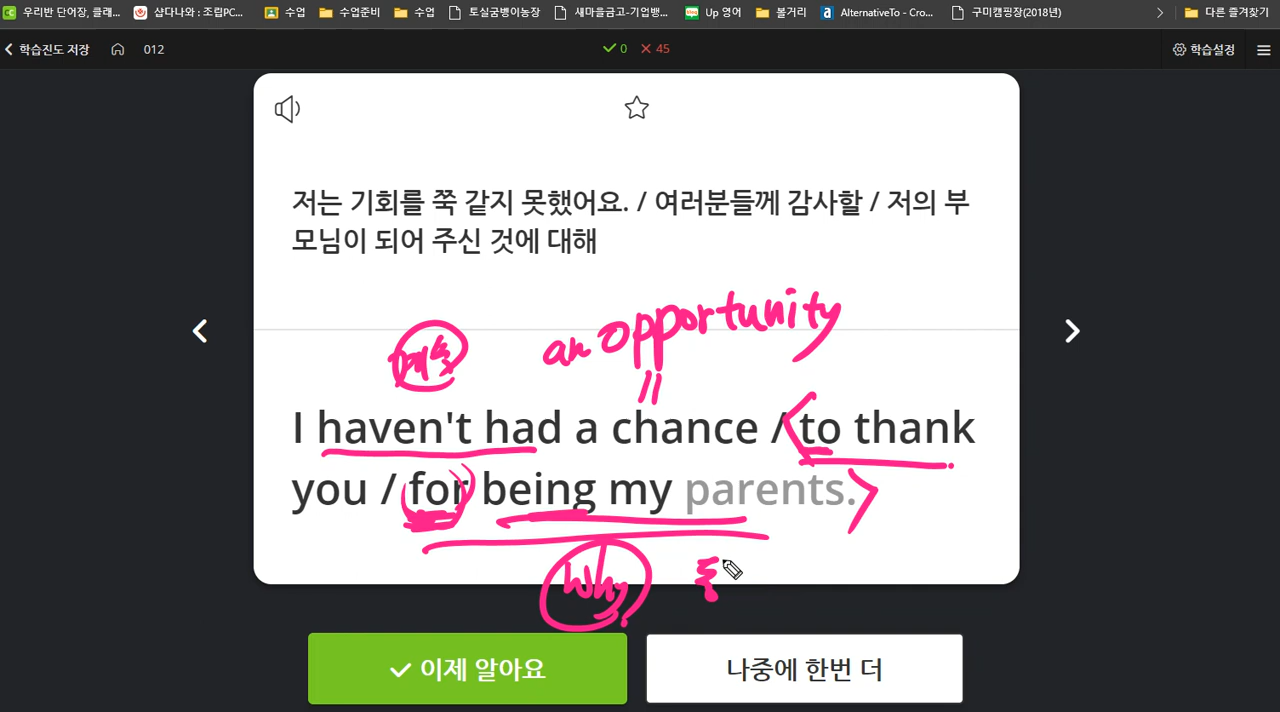 우리반 단어장, 클래... 샵다나와 : 조립PC... 수업 수업준비 수업 토실굼벵이농장 새마을금고-기업뱅... Up 영어 볼거리 AlternativeTo - Cro... 구미캠핑장(2018년) 다른 즐겨찾기
학습진도 저장 012 0 45 학습설정
저는 기회를 쭉 같지 못했어요. / 여러분들께 감사할 / 저의 부
모님이 되어 주신 것에 대해
an opportunity
=
I haven't had a chance / to thank
you / for being my parents.
Why?
이제 알아요 나중에 한번 더